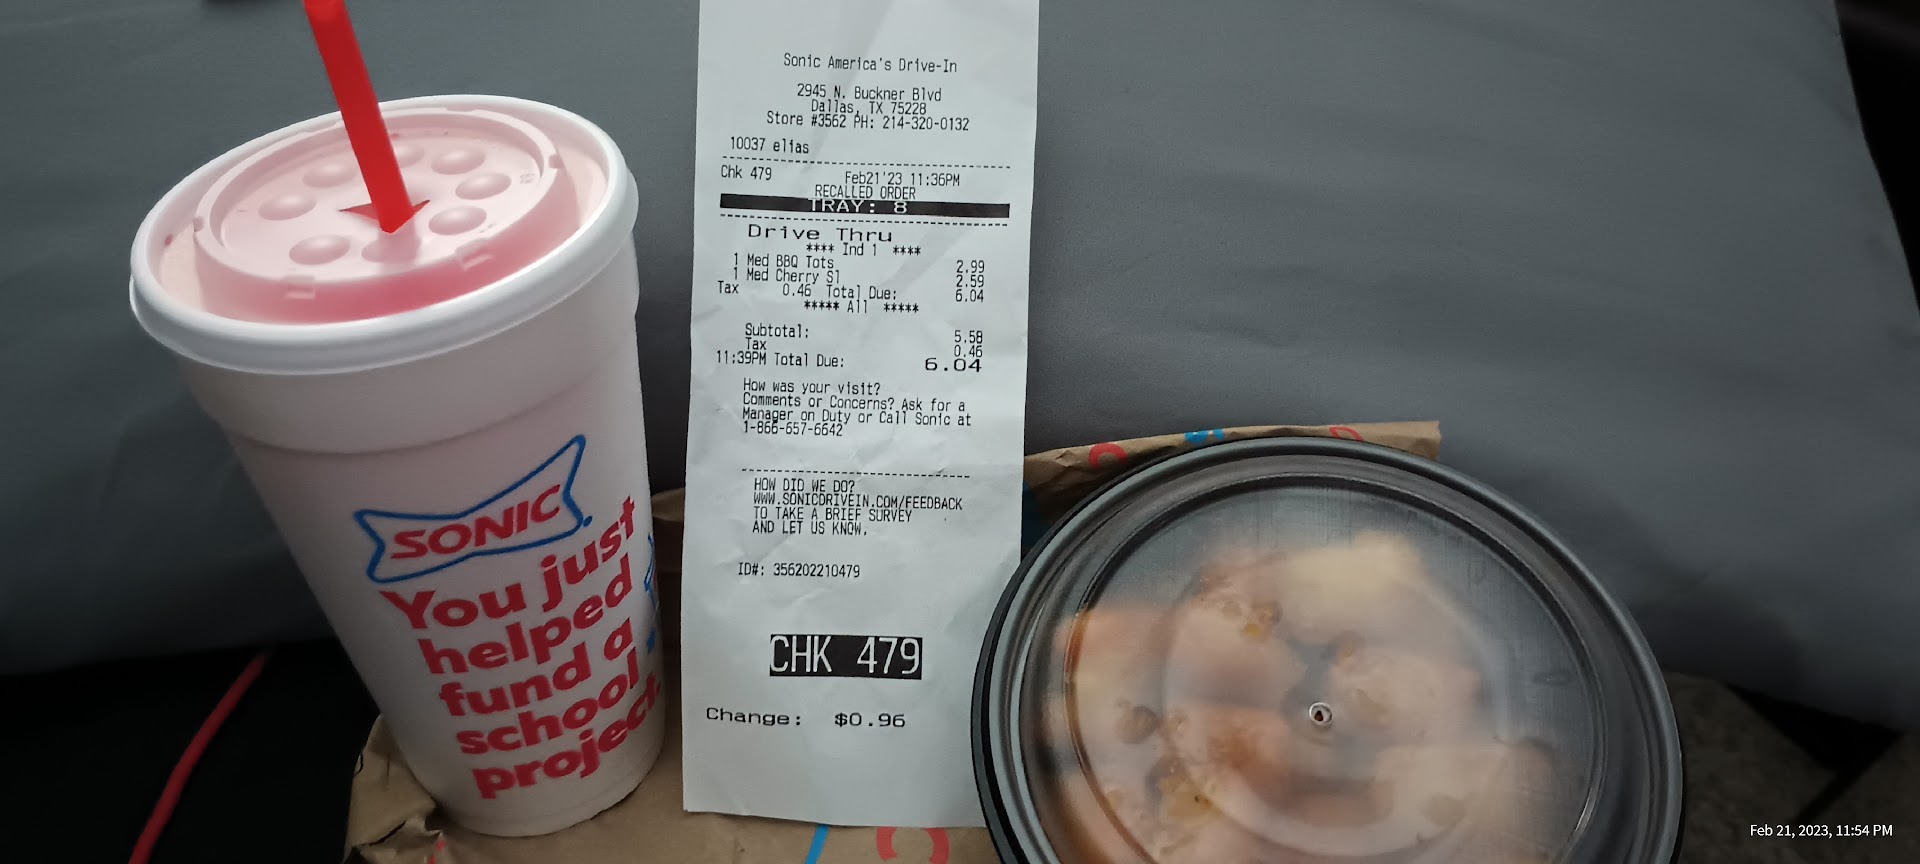 SONIC
You just
helped
fund a
school
project.
Sonic America's Drive-In
2945 N. Buckner Blvd
Dallas, TX 75228
Store #3562 PH: 214-320-0132
10037 elias
Chk 479 Feb21'23 11:36PM
RECALLED ORDER
TRAY: 8
Drive Thru
**** Ind 1 ****
1 Med BBQ Tots 2.99
1 Med Cherry Sl 2.59
Tax 0.46 Total Due: 6.04
***** All *****
Subtotal: 5.58
Tax 0.46
11:39PM Total Due: 6.04
How was your visit?
Comments or Concerns? Ask for a
Manager on Duty or Call Sonic at
1-866-657-6642
HOW DID WE DO?
WWW.SONICDRIVEIN.COM/FEEDBACK
TO TAKE A BRIEF SURVEY
AND LET US KNOW.
ID#: 356202210479
CHK 479
Change: $0.96
Feb 21, 2023, 11:54 PM